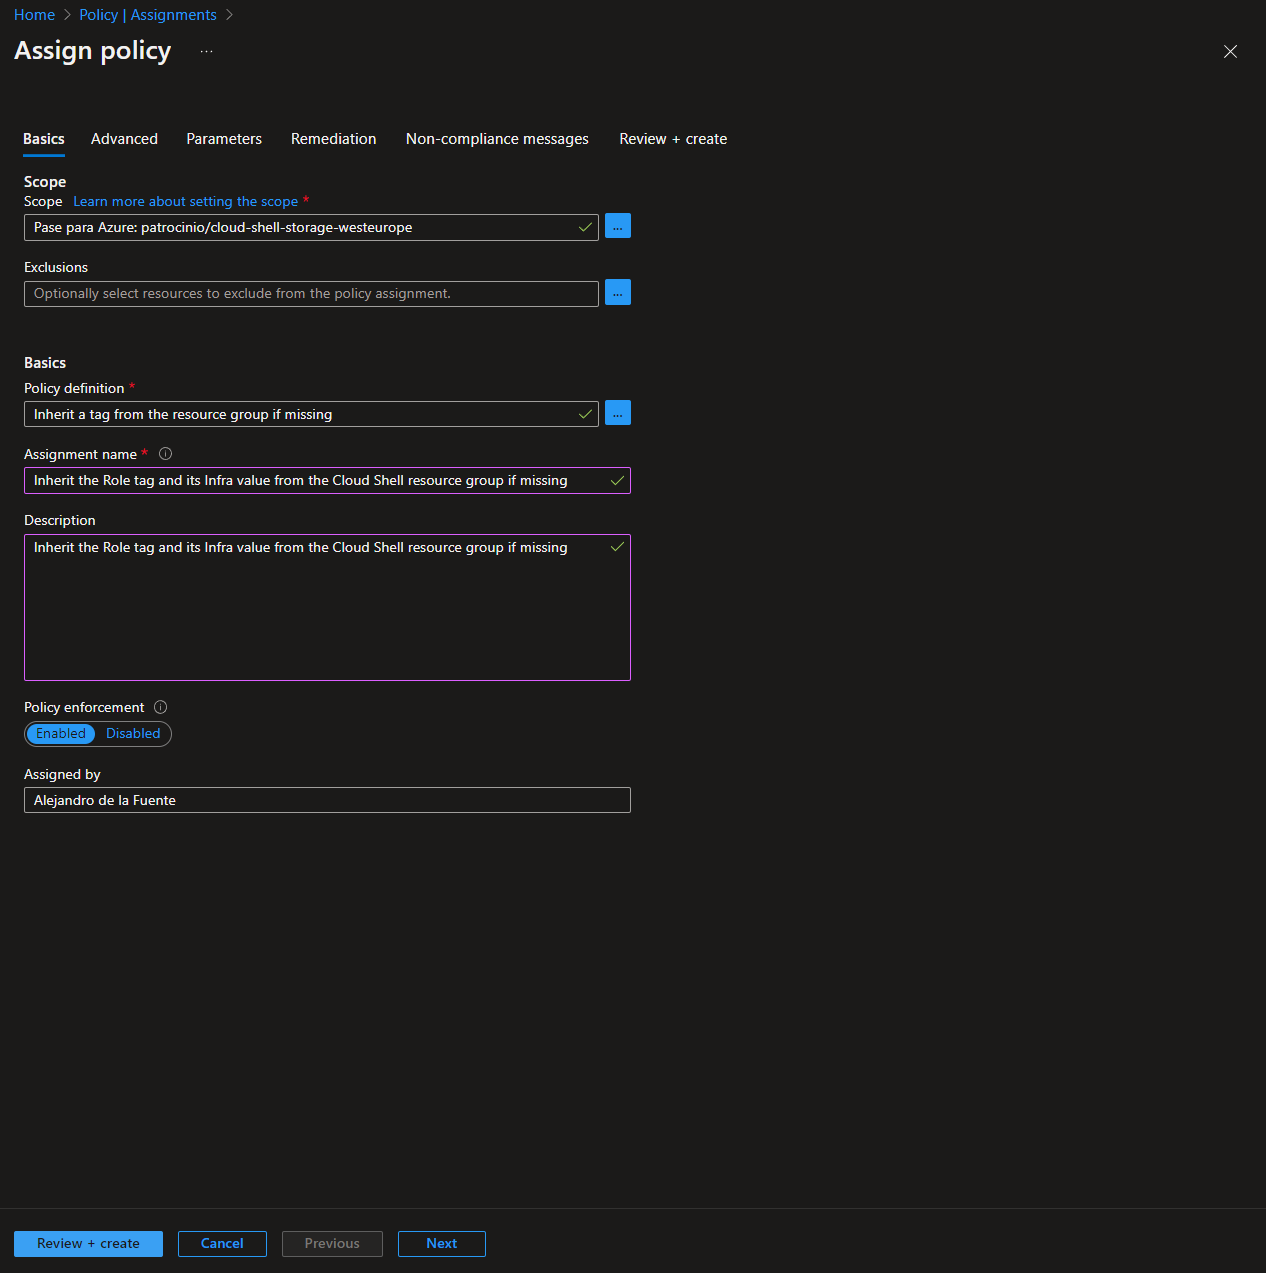 Home > Policy | Assignments >
Assign policy ...
Basics Advanced Parameters Remediation Non-compliance messages Review + create
Scope
Scope Learn more about setting the scope *
Pase para Azure: patrocinio/cloud-shell-storage-westeurope ...
Exclusions
Optionally select resources to exclude from the policy assignment. ...
Basics
Policy definition *
Inherit a tag from the resource group if missing ...
Assignment name *
Inherit the Role tag and its Infra value from the Cloud Shell resource group if missing
Description
Inherit the Role tag and its Infra value from the Cloud Shell resource group if missing
Policy enforcement
Enabled Disabled
Assigned by
Alejandro de la Fuente
Review + create Cancel Previous Next